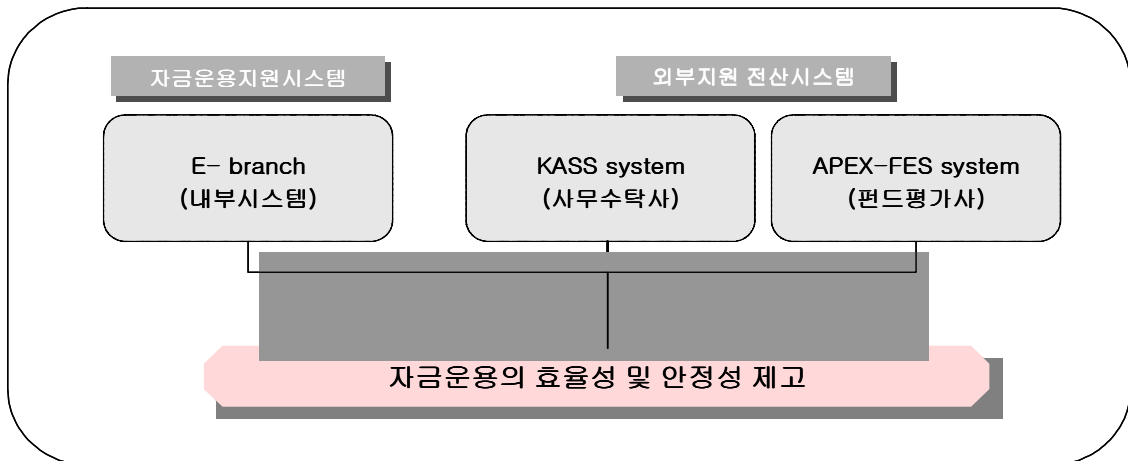 자금운용지원시스템
외부지원 전산시스템
E- branch
(내부시스템)
KASS system
(사무수탁사)
APEX-FES system
(펀드평가사)
자금운용의 효율성 및 안정성 제고